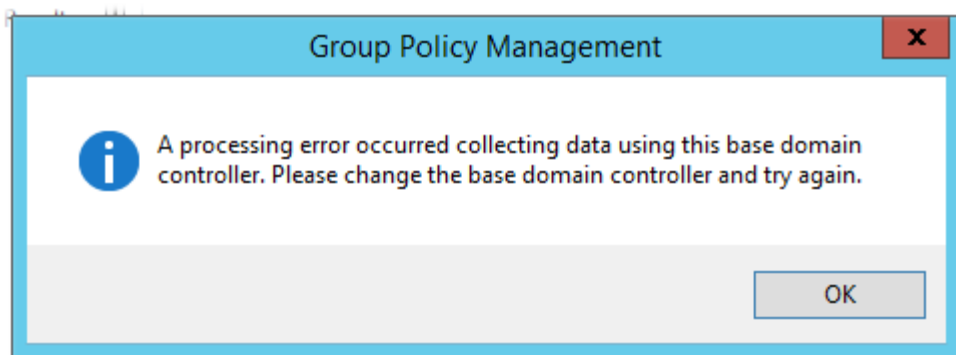 Group Policy Management
x
A processing error occurred collecting data using this base domain
controller. Please change the base domain controller and try again.
OK